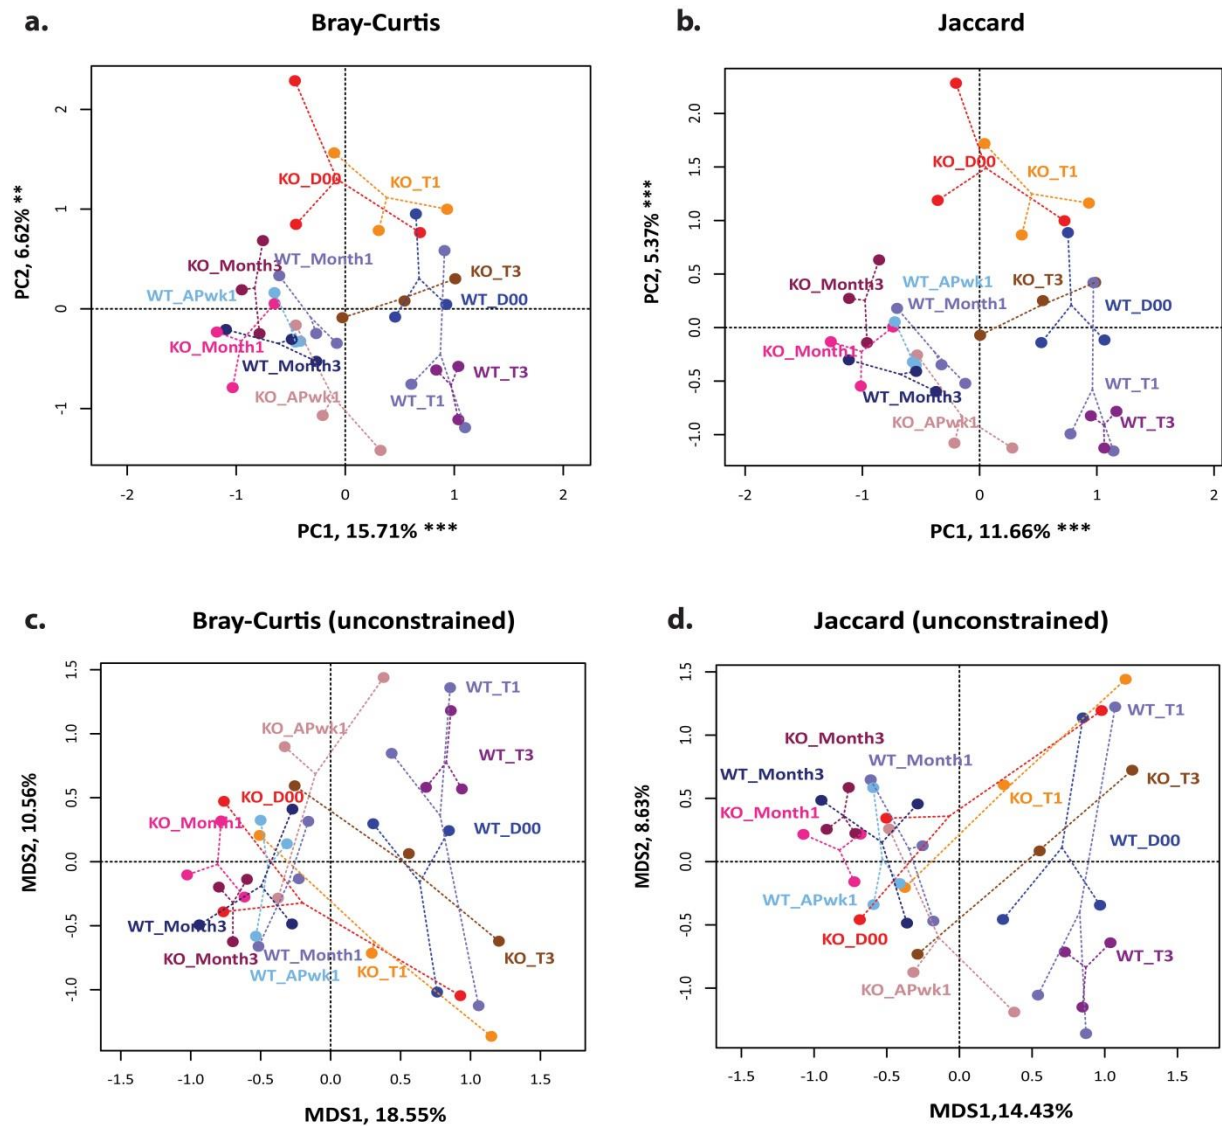 a.
Bray-Curtis
PC2, 6.62% **
2
1
0
-1
KO_D00
KO_T1
KO_Month3
WT_Month1
KO_T3
WT_APwk1
WT_D00
KO_Month1
WT_Month3
WT_T3
KO_APwk1
WT_T1
-2
-1
0
1
2
PC1, 15.71% ***
b.
Jaccard
PC2, 5.37% ***
2.0
1.5
1.0
0.5
0.0
-0.5
-1.0
KO_D00
KO_T1
KO_Month3
WT_APwk1
KO_T3
WT_Month1
WT_D00
KO_Month1
WT_Month3
WT_T1
KO_APwk1
WT_T3
-2
-1
0
1
2
PC1, 11.66% ***
c.
Bray-Curtis (unconstrained)
MDS2, 10.56%
1.5
1.0
0.5
0.0
-0.5
-1.0
WT_T1
KO_APwk1
WT_T3
KO_D00
KO_Month1
WT_D00
WT_Month3
KO_Month3
WT_Month1
WT_APwk1
KO_T1
KO_T3
-1.5
-1.0
-0.5
0.0
0.5
1.0
1.5
MDS1, 18.55%
d.
Jaccard (unconstrained)
MDS2, 8.63%
1.5
1.0
0.5
0.0
-0.5
-1.0
WT_T1
KO_Month3
WT_Month1
WT_Month3
KO_T3
KO_T1
KO_Month1
WT_D00
WT_APwk1
KO_D00
WT_T3
KO_APwk1
-1.5
-1.0
-0.5
0.0
0.5
1.0
1.5
MDS1,14.43%